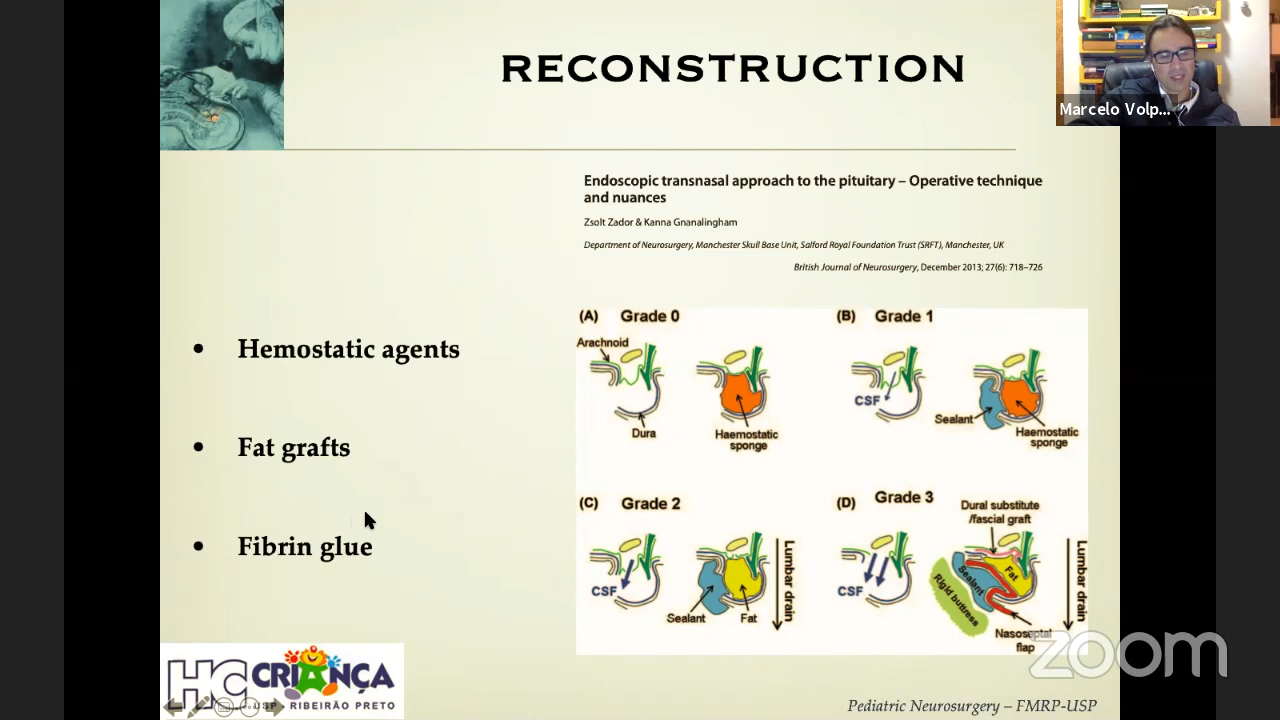 RECONSTRUCTION
Marcelo Volp...
Endoscopic transnasal approach to the pituitary – Operative technique
and nuances
Zsolt Zador & Kanna Gnanalingham
Department of Neurosurgery, Manchester Skull Base Unit, Salford Royal Foundation Trust (SRFT), Manchester, UK
British Journal of Neurosurgery, December 2013; 27(6): 718–726
• Hemostatic agents
• Fat grafts
• Fibrin glue
(A) Grade 0
Arachnoid
Dura
Haemostatic
sponge
(B) Grade 1
CSF
Sealant
Haemostatic
sponge
(C) Grade 2
CSF
Sealant
Fat
Lumbar drain
(D) Grade 3
Dural substitute
/fascial graft
CSF
Fat
Sealant
Rigid buttress
Nasoseptal
flap
Lumbar drain
zoom
HC CRIANÇA
USP RIBEIRÃO PRETO
Pediatric Neurosurgery – FMRP-USP